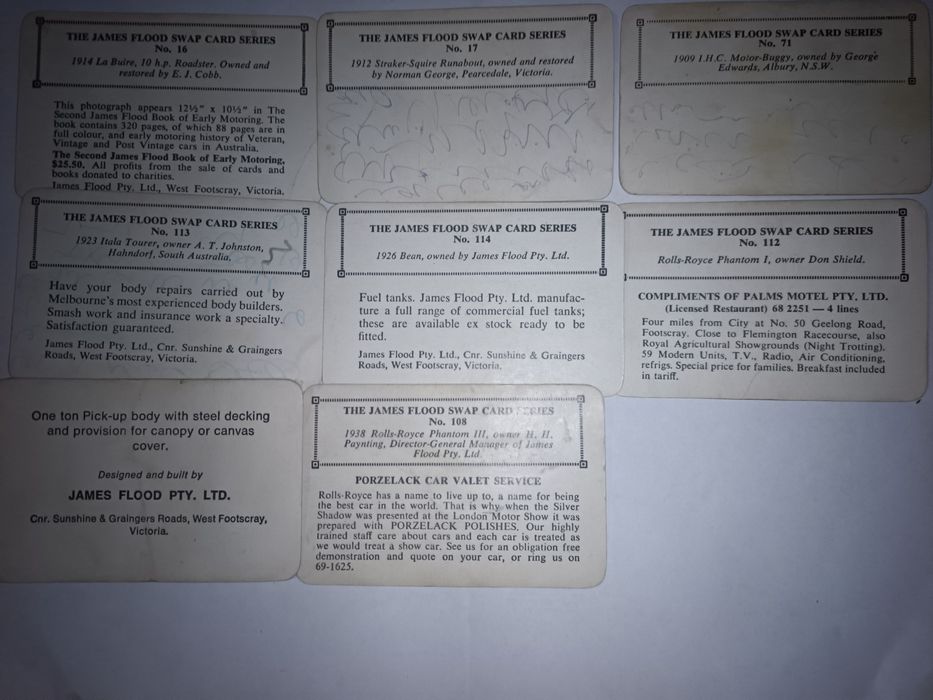 THE JAMES FLOOD SWAP CARD SERIES
No. 16
1914 La Buire, 10 h.p. Roadster. Owned and
restored by E. J. Cobb.
This photograph appears 12½" x 10½" in The
Second James Flood Book of Early Motoring. The
book contains 320 pages, of which 88 pages are in
full colour, and early motoring history of Veteran,
Vintage and Post Vintage cars in Australia.
The Second James Flood Book of Early Motoring,
$25.50. All profits from the sale of cards and
books donated to charities.
James Flood Pty. Ltd., West Footscray, Victoria.
THE JAMES FLOOD SWAP CARD SERIES
No. 17
1912 Straker-Squire Runabout, owned and restored
by Norman George, Pearcedale, Victoria.
THE JAMES FLOOD SWAP CARD SERIES
No. 71
1909 I.H.C. Motor-Buggy, owned by George
Edwards, Albury, N.S.W.
THE JAMES FLOOD SWAP CARD SERIES
No. 113
1923 Itala Tourer, owner A. T. Johnston,
Hahndorf, South Australia.
Have your body repairs carried out by
Melbourne's most experienced body builders.
Smash work and insurance work a specialty.
Satisfaction guaranteed.
James Flood Pty. Ltd., Cnr. Sunshine & Graingers
Roads, West Footscray, Victoria.
THE JAMES FLOOD SWAP CARD SERIES
No. 114
1926 Bean, owned by James Flood Pty. Ltd.
Fuel tanks. James Flood Pty. Ltd. manufac-
ture a full range of commercial fuel tanks;
these are available ex stock ready to be
fitted.
James Flood Pty. Ltd., Cnr. Sunshine & Graingers
Roads, West Footscray, Victoria.
THE JAMES FLOOD SWAP CARD SERIES
No. 112
Rolls-Royce Phantom I, owner Don Shield.
COMPLIMENTS OF PALMS MOTEL PTY. LTD.
(Licensed Restaurant) 68 2251 — 4 lines
Four miles from City at No. 50 Geelong Road,
Footscray. Close to Flemington Racecourse, also
Royal Agricultural Showgrounds (Night Trotting).
59 Modern Units, T.V., Radio, Air Conditioning,
refrigs. Special price for families. Breakfast included
in tariff.
One ton Pick-up body with steel decking
and provision for canopy or canvas
cover.
Designed and built by
JAMES FLOOD PTY. LTD.
Cnr. Sunshine & Graingers Roads, West Footscray,
Victoria.
THE JAMES FLOOD SWAP CARD SERIES
No. 108
1938 Rolls-Royce Phantom III, owner H. H.
Paynting, Director-General Manager of James
Flood Pty. Ltd.
PORZELACK CAR VALET SERVICE
Rolls-Royce has a name to live up to, a name for being
the best car in the world. That is why when the Silver
Shadow was presented at the London Motor Show it was
prepared with PORZELACK POLISHES. Our highly
trained staff care about cars and each car is treated as
we would treat a show car. See us for an obligation free
demonstration and quote on your car, or ring us on
69-1625.